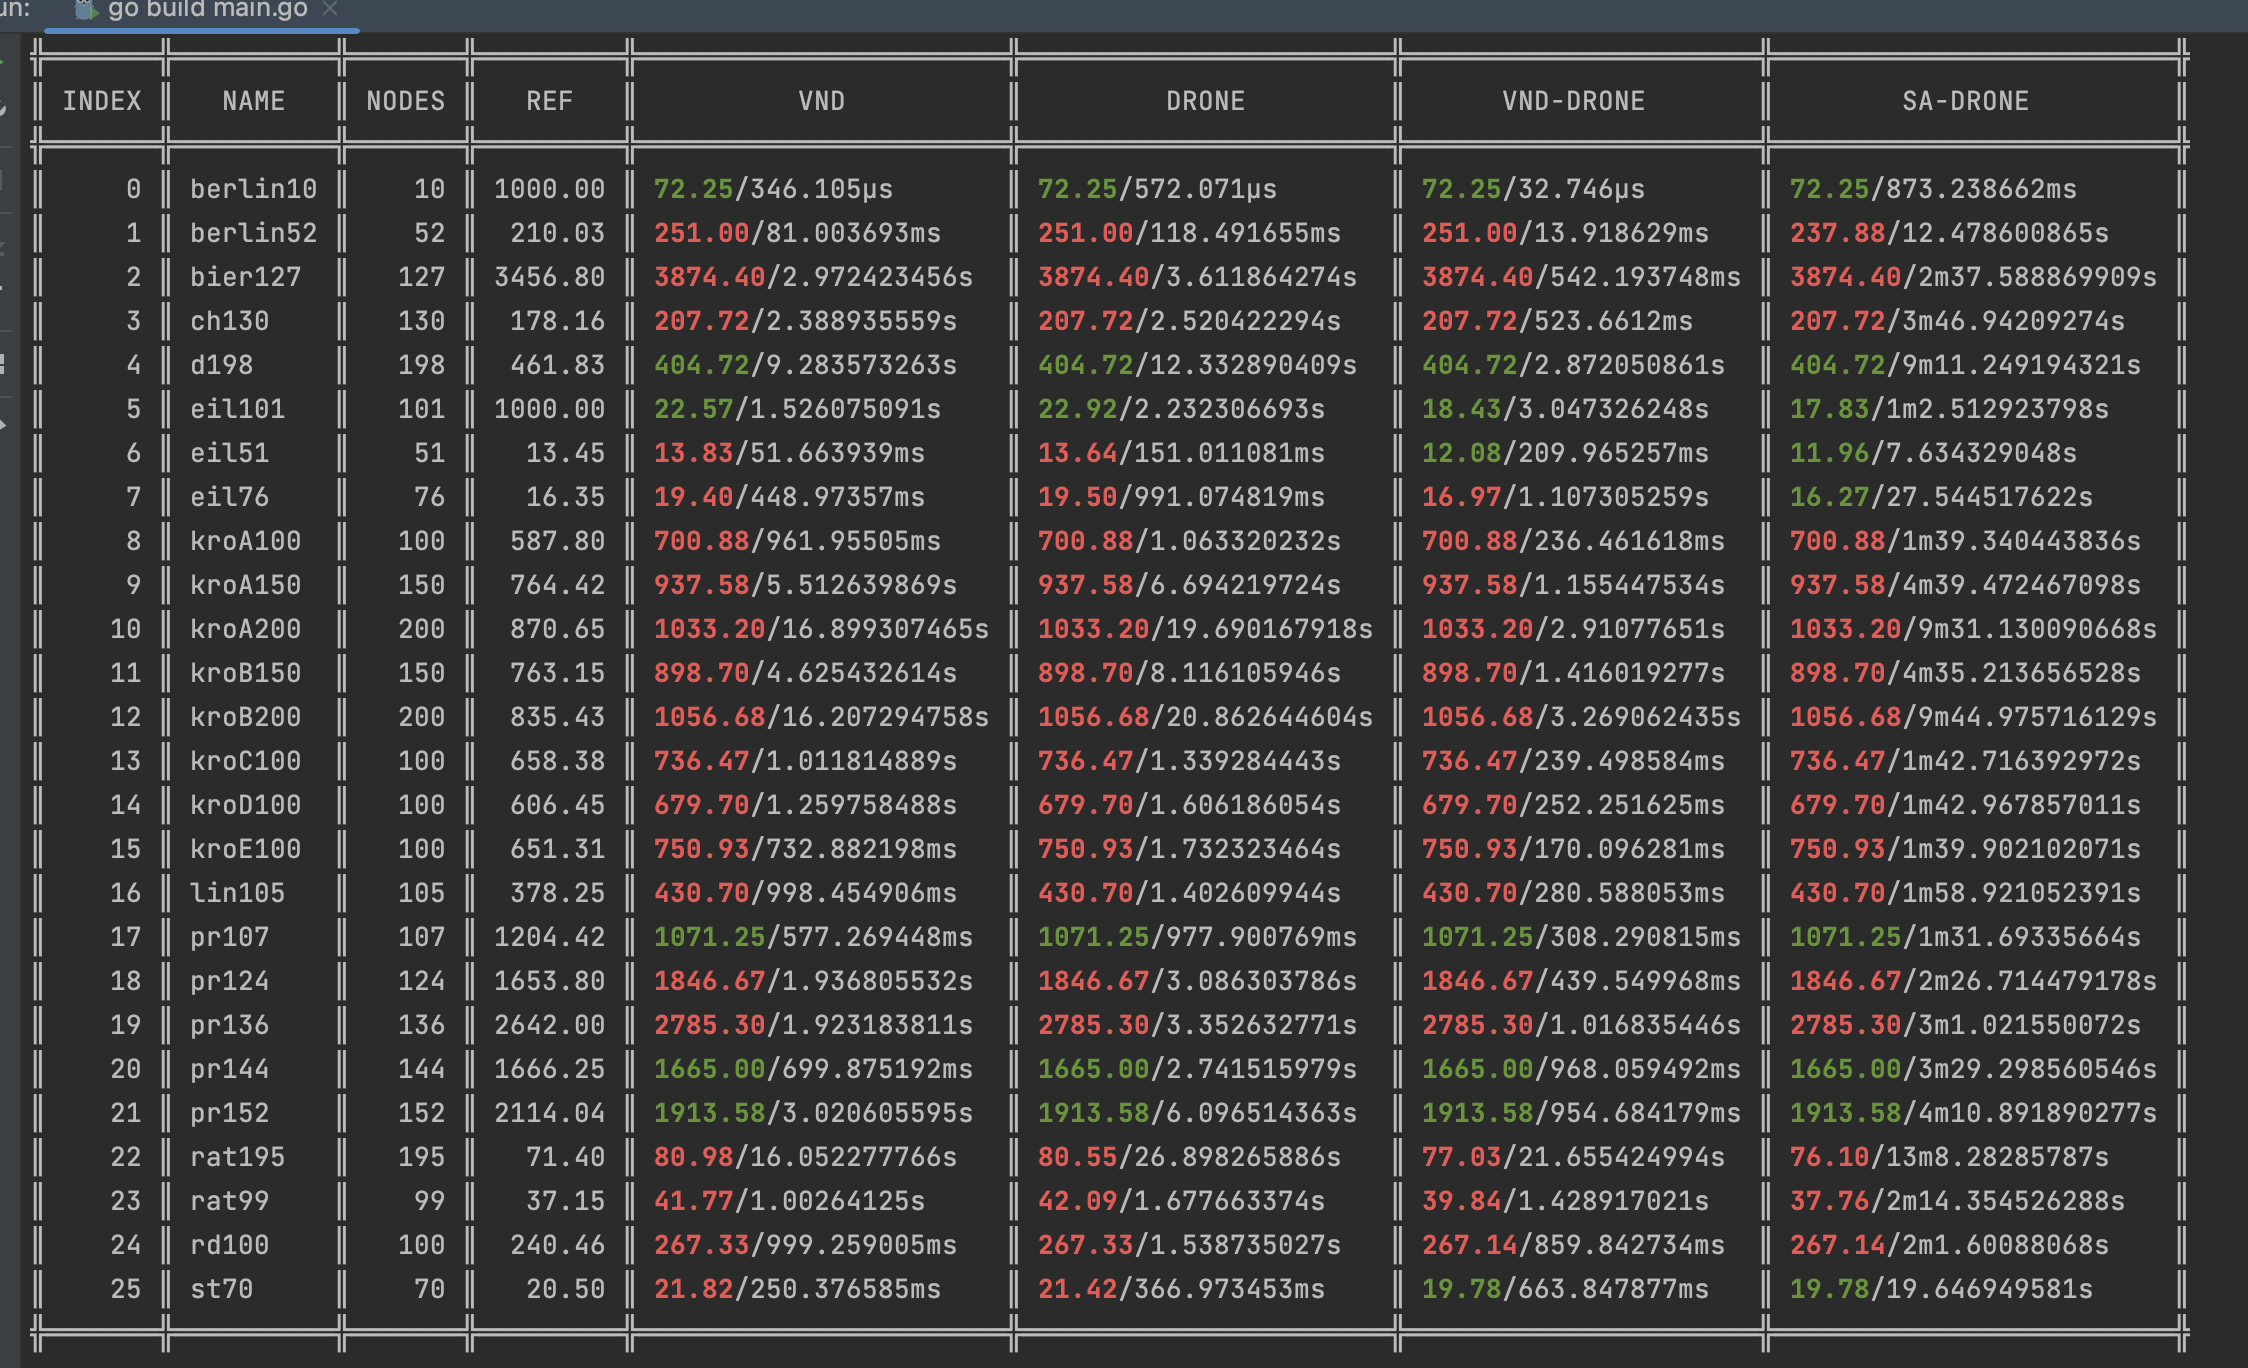 un: go build main.go ×
INDEX NAME NODES REF VND DRONE VND-DRONE SA-DRONE
0 berlin10 10 1000.00 72.25/346.105µs 72.25/572.071µs 72.25/32.746µs 72.25/873.238662ms
1 berlin52 52 210.03 251.00/81.003693ms 251.00/118.491655ms 251.00/13.918629ms 237.88/12.478600865s
2 bier127 127 3456.80 3874.40/2.972423456s 3874.40/3.611864274s 3874.40/542.193748ms 3874.40/2m37.588869909s
3 ch130 130 178.16 207.72/2.388935559s 207.72/2.520422294s 207.72/523.6612ms 207.72/3m46.94209274s
4 d198 198 461.83 404.72/9.283573263s 404.72/12.332890409s 404.72/2.872050861s 404.72/9m11.249194321s
5 eil101 101 1000.00 22.57/1.526075091s 22.92/2.232306693s 18.43/3.047326248s 17.83/1m2.512923798s
6 eil51 51 13.45 13.83/51.663939ms 13.64/151.011081ms 12.08/209.965257ms 11.96/7.634329048s
7 eil76 76 16.35 19.40/448.97357ms 19.50/991.074819ms 16.97/1.107305259s 16.27/27.544517622s
8 kroA100 100 587.80 700.88/961.95505ms 700.88/1.063320232s 700.88/236.461618ms 700.88/1m39.340443836s
9 kroA150 150 764.42 937.58/5.512639869s 937.58/6.694219724s 937.58/1.155447534s 937.58/4m39.472467098s
10 kroA200 200 870.65 1033.20/16.899307465s 1033.20/19.690167918s 1033.20/2.91077651s 1033.20/9m31.130090668s
11 kroB150 150 763.15 898.70/4.625432614s 898.70/8.116105946s 898.70/1.416019277s 898.70/4m35.213656528s
12 kroB200 200 835.43 1056.68/16.207294758s 1056.68/20.862644604s 1056.68/3.269062435s 1056.68/9m44.975716129s
13 kroC100 100 658.38 736.47/1.011814889s 736.47/1.339284443s 736.47/239.498584ms 736.47/1m42.716392972s
14 kroD100 100 606.45 679.70/1.259758488s 679.70/1.606186054s 679.70/252.251625ms 679.70/1m42.967857011s
15 kroE100 100 651.31 750.93/732.882198ms 750.93/1.732323464s 750.93/170.096281ms 750.93/1m39.902102071s
16 lin105 105 378.25 430.70/998.454906ms 430.70/1.402609944s 430.70/280.588053ms 430.70/1m58.921052391s
17 pr107 107 1204.42 1071.25/577.269448ms 1071.25/977.900769ms 1071.25/308.290815ms 1071.25/1m31.69335664s
18 pr124 124 1653.80 1846.67/1.936805532s 1846.67/3.086303786s 1846.67/439.549968ms 1846.67/2m26.714479178s
19 pr136 136 2642.00 2785.30/1.923183811s 2785.30/3.352632771s 2785.30/1.016835446s 2785.30/3m1.021550072s
20 pr144 144 1666.25 1665.00/699.875192ms 1665.00/2.741515979s 1665.00/968.059492ms 1665.00/3m29.298560546s
21 pr152 152 2114.04 1913.58/3.020605595s 1913.58/6.096514363s 1913.58/954.684179ms 1913.58/4m10.891890277s
22 rat195 195 71.40 80.98/16.052277766s 80.55/26.898265886s 77.03/21.655424994s 76.10/13m8.28285787s
23 rat99 99 37.15 41.77/1.00264125s 42.09/1.677663374s 39.84/1.428917021s 37.76/2m14.354526288s
24 rd100 100 240.46 267.33/999.259005ms 267.33/1.538735027s 267.14/859.842734ms 267.14/2m1.60088068s
25 st70 70 20.50 21.82/250.376585ms 21.42/366.973453ms 19.78/663.847877ms 19.78/19.646949581s